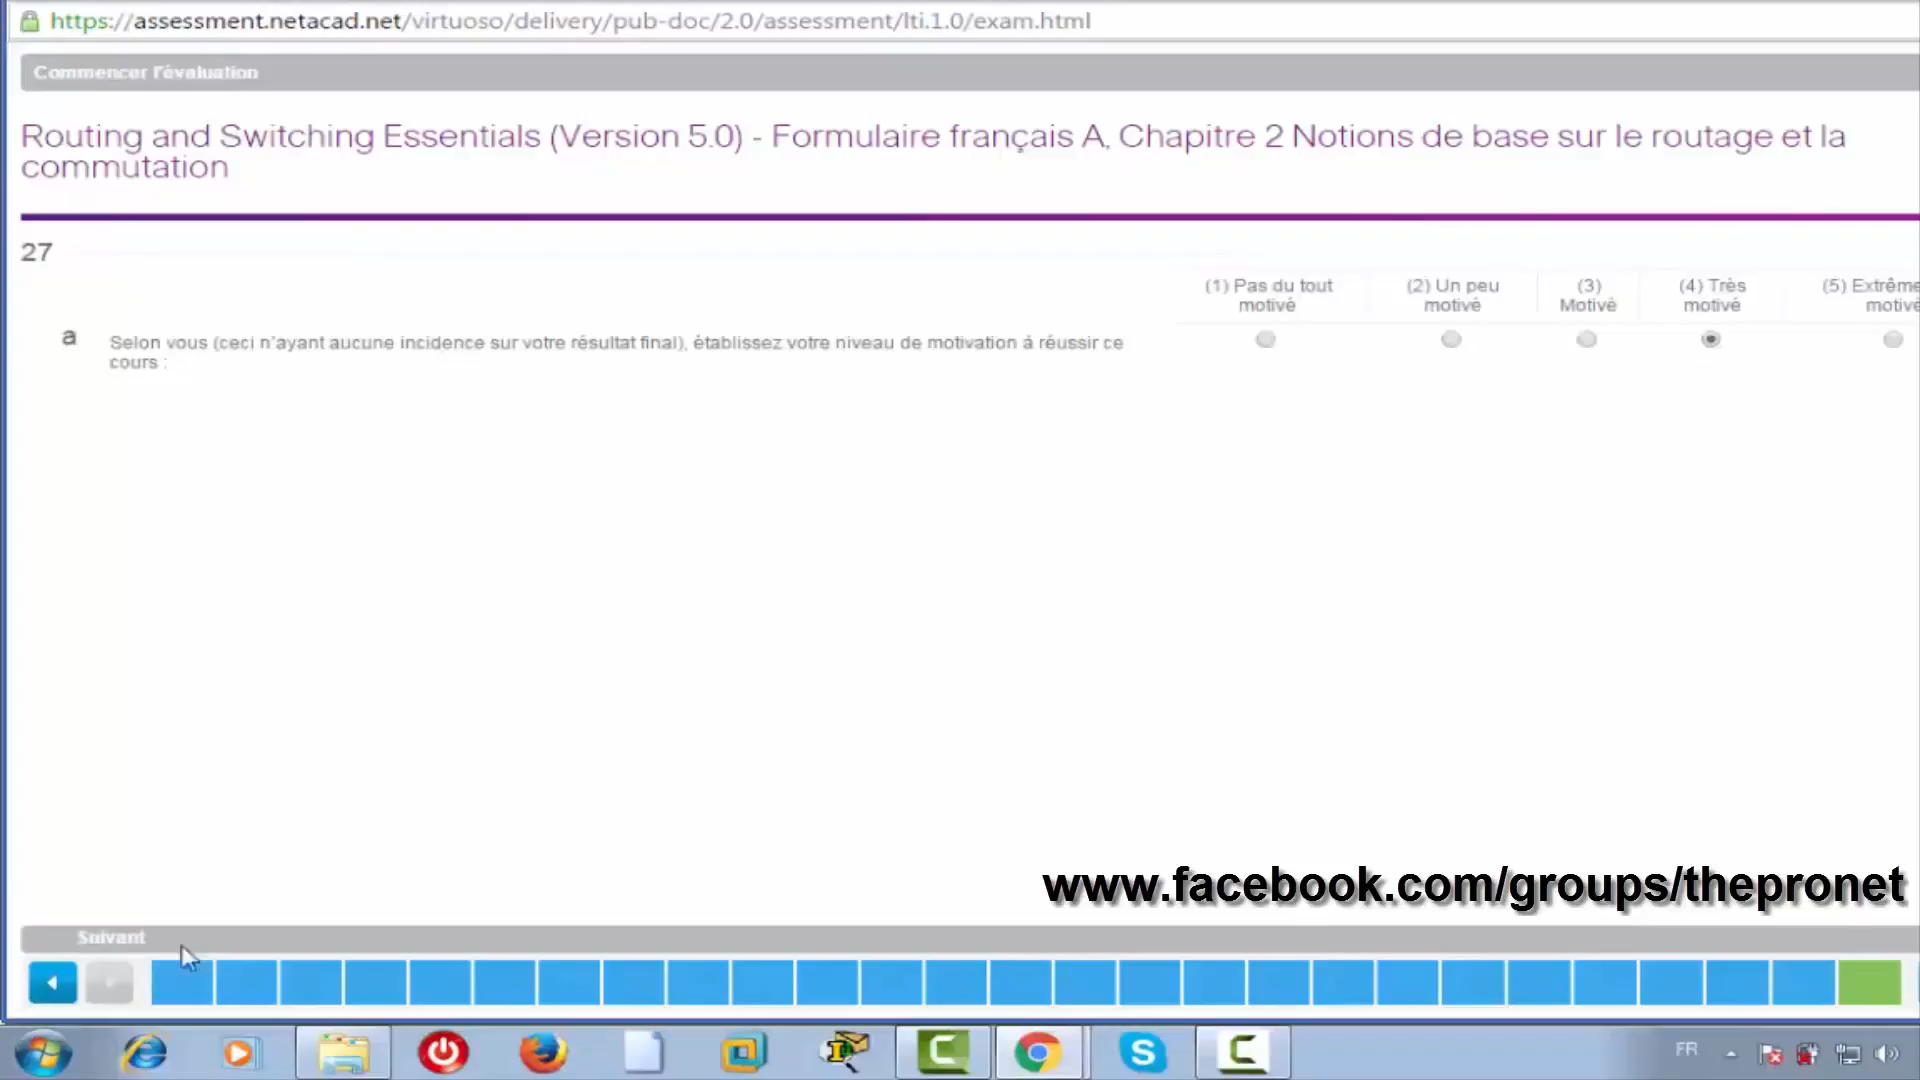 https://assessment.netacad.net/virtuoso/delivery/pub-doc/2.0/assessment/lti.1.0/exam.html
Commencer l'évaluation
Routing and Switching Essentials (Version 5.0) - Formulaire français A, Chapitre 2 Notions de base sur le routage et la
commutation
27
(1) Pas du tout
motivé
(2) Un peu
motivé
(3)
Motivé
(4) Très
motivé
(5) Extrême
motivé
a
Selon vous (ceci n'ayant aucune incidence sur votre résultat final), établissez votre niveau de motivation à réussir ce
cours :
www.facebook.com/groups/thepronet
Suivant
FR